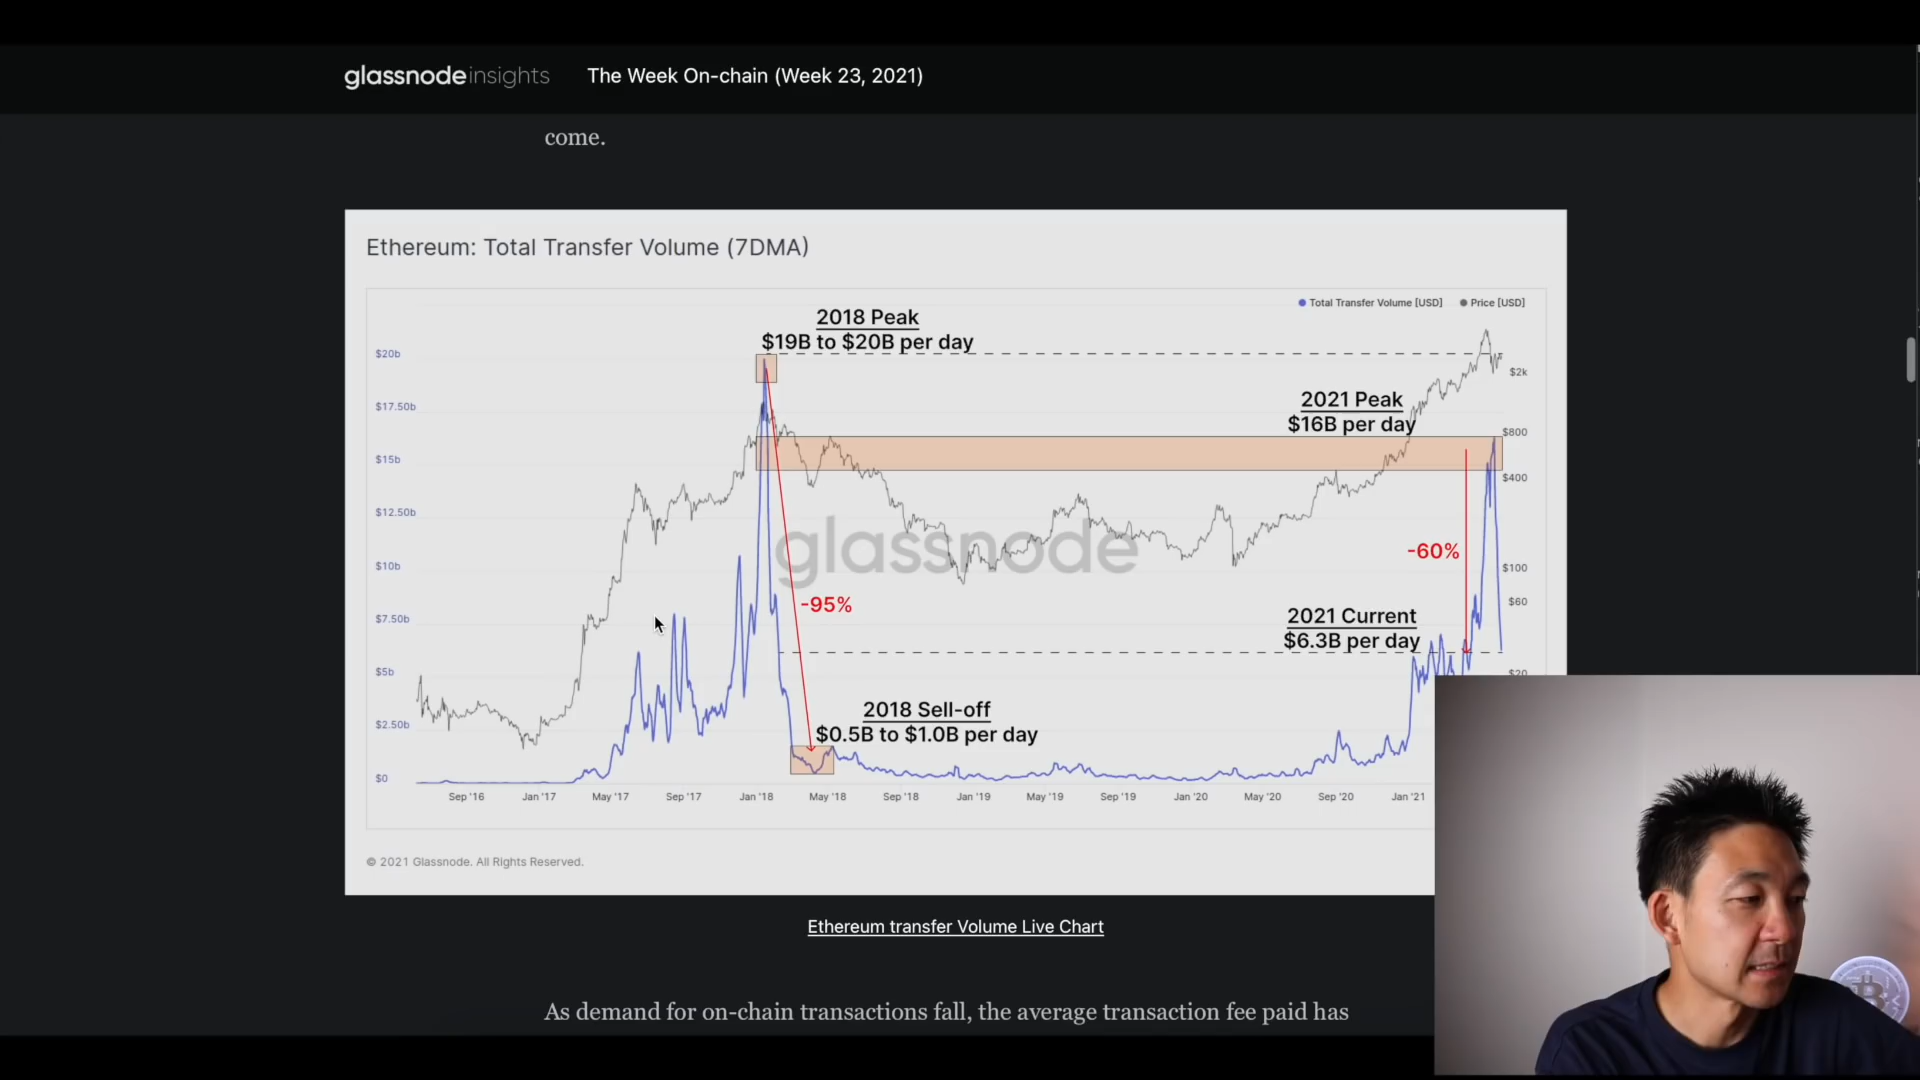 glassnode insights The Week On-chain (Week 23, 2021)
come.
Ethereum: Total Transfer Volume (7DMA)
Total Transfer Volume [USD] Price [USD]
2018 Peak
$19B to $20B per day
$20b
$2k
2021 Peak
$16B per day
$17.50b
$800
$15b
$400
$12.50b
glassnode
-60%
$10b
$100
-95%
$60
$7.50b
2021 Current
$6.3B per day
$5b
$20
2018 Sell-off
$0.5B to $1.0B per day
$2.50b
$0
Sep '16 Jan '17 May '17 Sep '17 Jan '18 May '18 Sep '18 Jan '19 May '19 Sep '19 Jan '20 May '20 Sep '20 Jan '21
© 2021 Glassnode. All Rights Reserved.
Ethereum transfer Volume Live Chart
As demand for on-chain transactions fall, the average transaction fee paid has